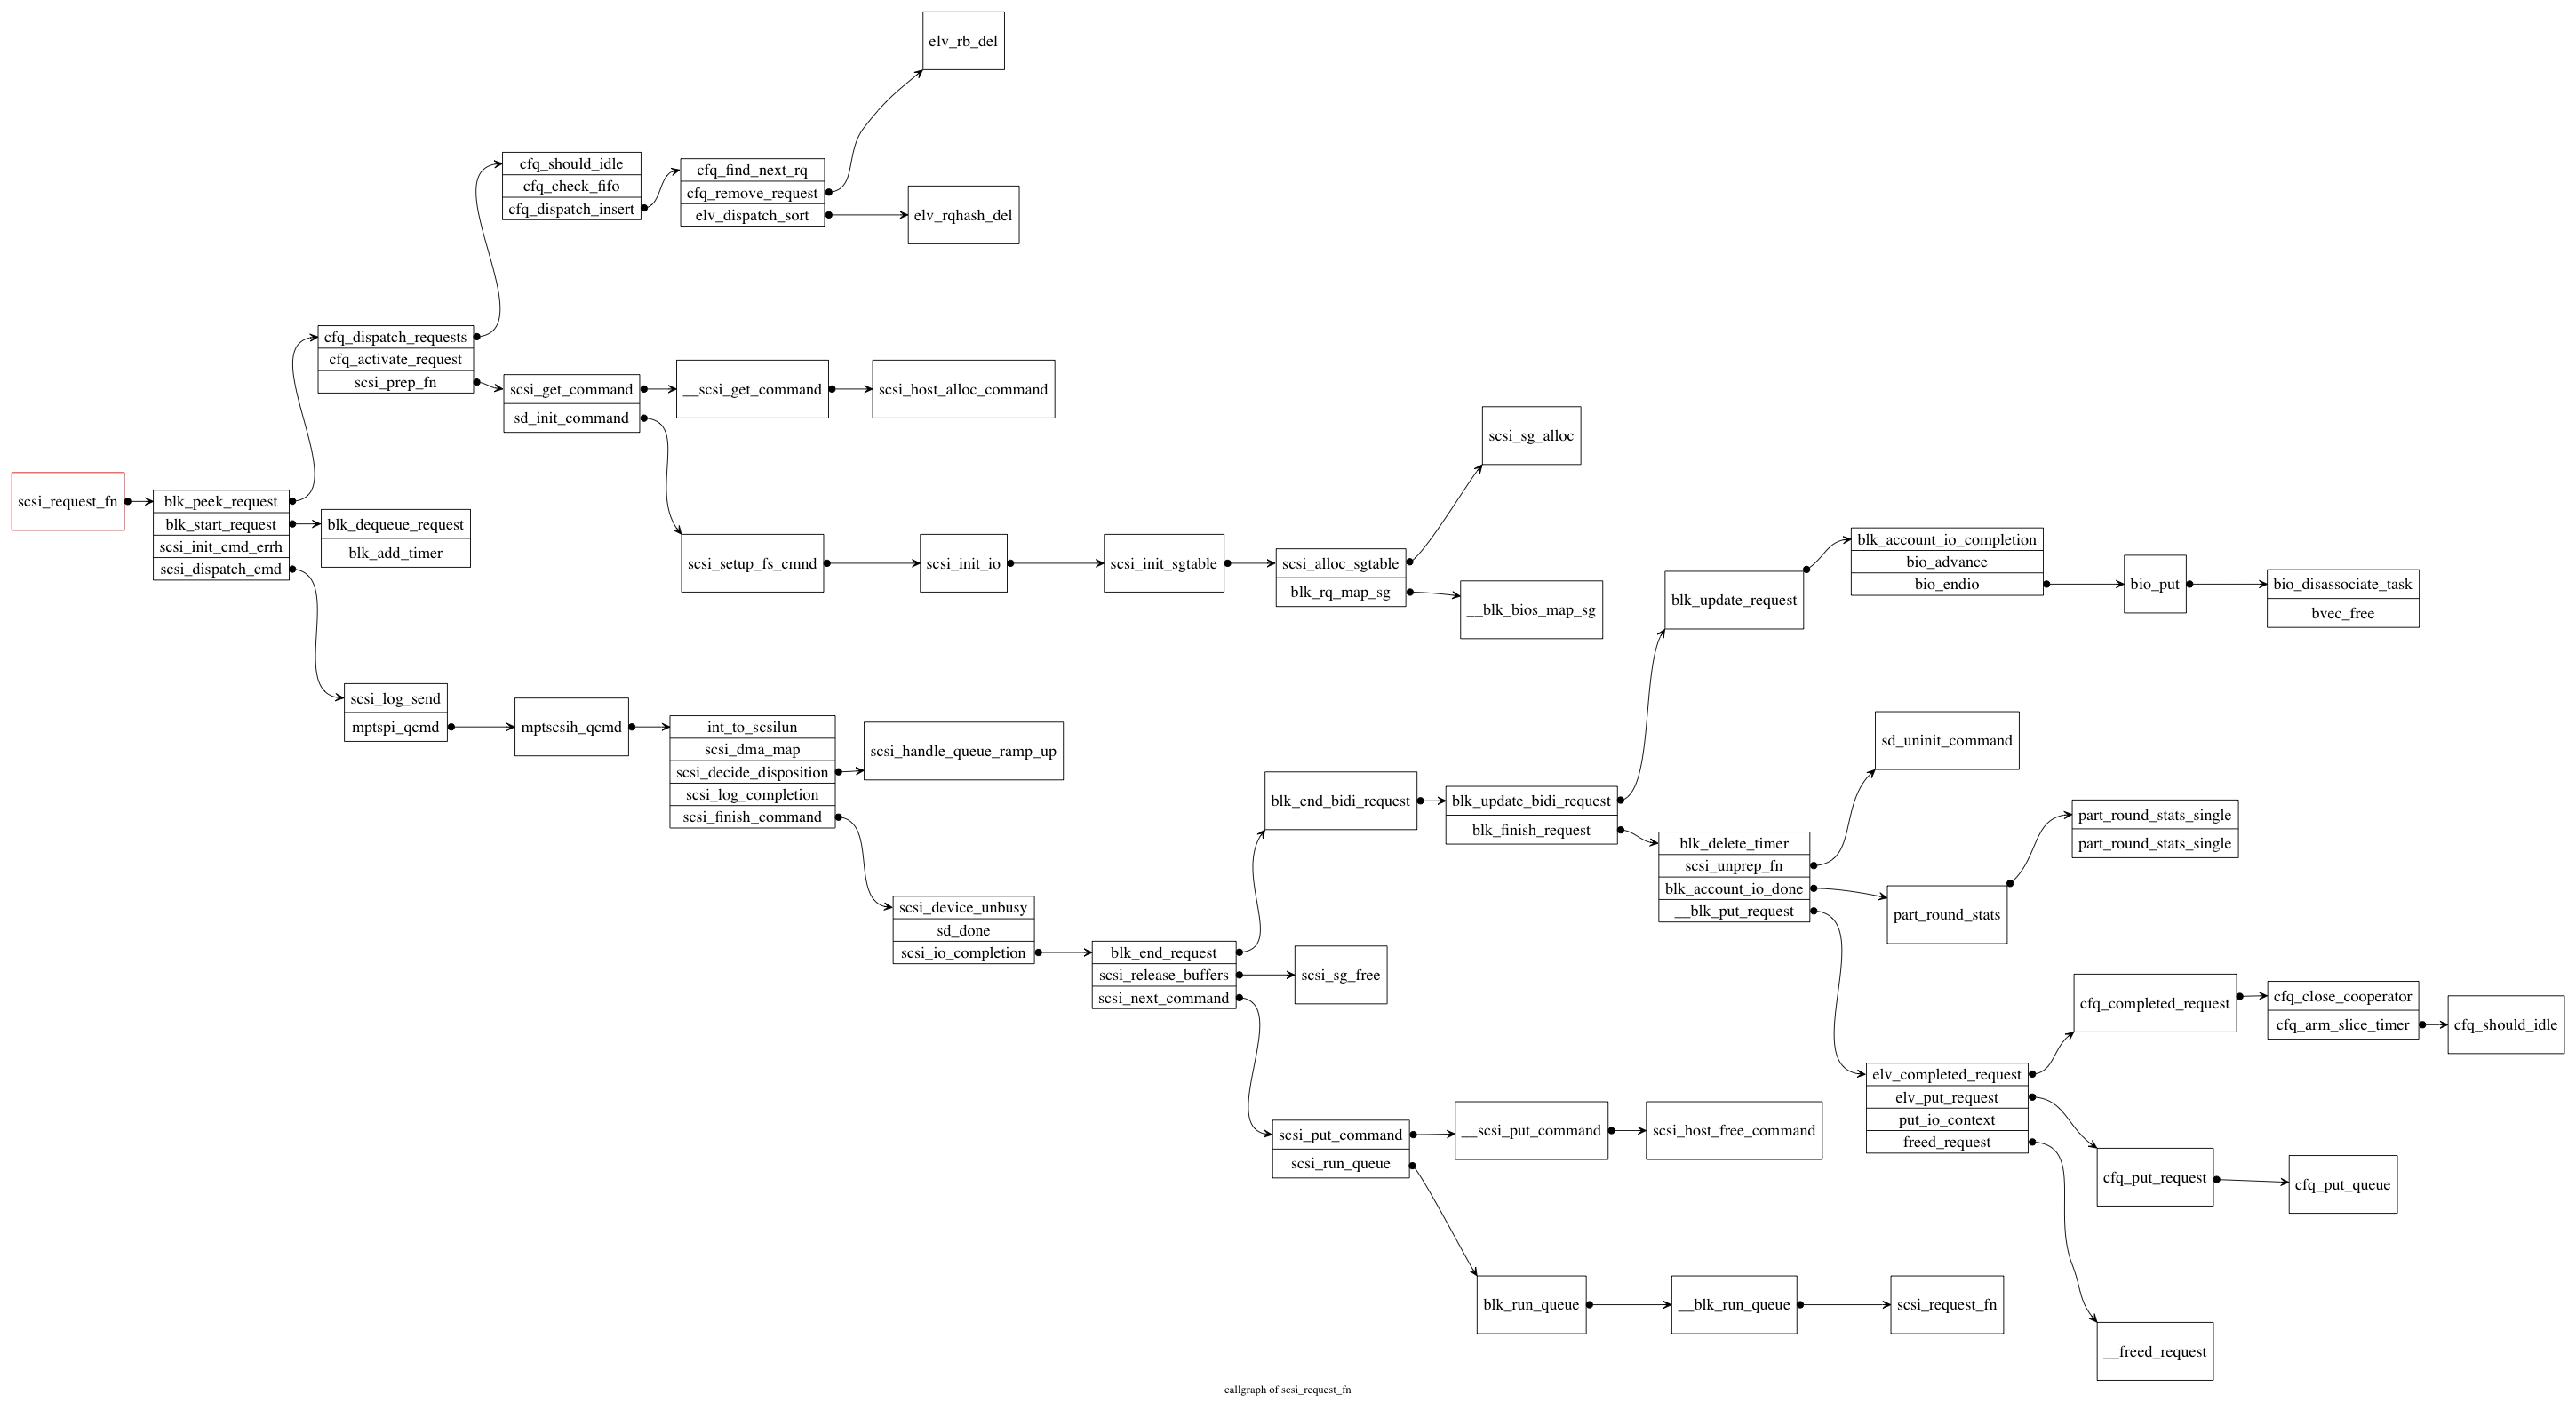 elv_rb_del
cfq_should_idle
cfq_check_fifo
cfq_dispatch_insert
cfq_find_next_rq
cfq_remove_request
elv_dispatch_sort
elv_rqhash_del
cfq_dispatch_requests
cfq_activate_request
scsi_prep_fn
scsi_get_command
sd_init_command
__scsi_get_command
scsi_host_alloc_command
scsi_sg_alloc
scsi_request_fn
blk_peek_request
blk_start_request
scsi_init_cmd_errh
scsi_dispatch_cmd
blk_dequeue_request
blk_add_timer
scsi_setup_fs_cmnd
scsi_init_io
scsi_init_sgtable
scsi_alloc_sgtable
blk_rq_map_sg
__blk_bios_map_sg
blk_update_request
blk_account_io_completion
bio_advance
bio_endio
bio_put
bio_disassociate_task
bvec_free
scsi_log_send
mptspi_qcmd
mptscsih_qcmd
int_to_scsilun
scsi_dma_map
scsi_decide_disposition
scsi_log_completion
scsi_finish_command
scsi_handle_queue_ramp_up
sd_uninit_command
blk_end_bidi_request
blk_update_bidi_request
blk_finish_request
blk_delete_timer
scsi_unprep_fn
blk_account_io_done
__blk_put_request
part_round_stats_single
part_round_stats_single
part_round_stats
scsi_device_unbusy
sd_done
scsi_io_completion
blk_end_request
scsi_release_buffers
scsi_next_command
scsi_sg_free
cfq_completed_request
cfq_close_cooperator
cfq_arm_slice_timer
cfq_should_idle
elv_completed_request
elv_put_request
put_io_context
freed_request
scsi_put_command
scsi_run_queue
__scsi_put_command
scsi_host_free_command
cfq_put_request
cfq_put_queue
blk_run_queue
__blk_run_queue
scsi_request_fn
__freed_request
callgraph of scsi_request_fn